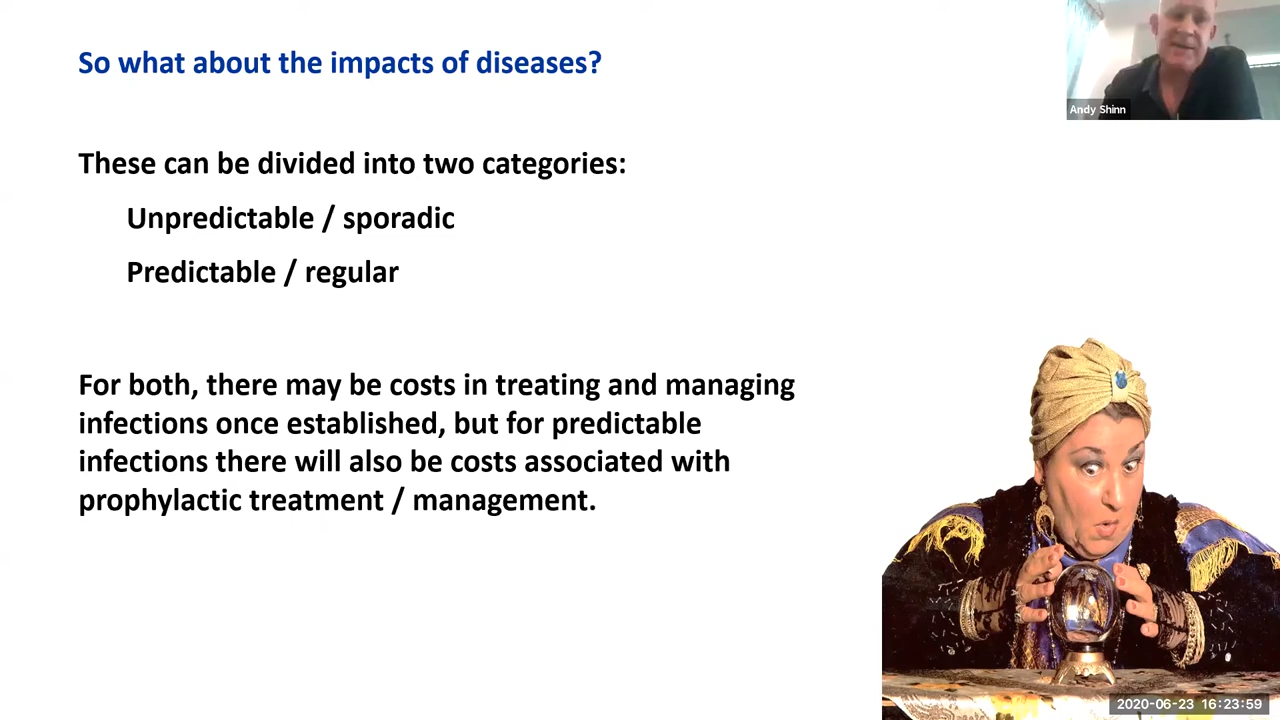 So what about the impacts of diseases?
Andy Shinn
These can be divided into two categories:
Unpredictable / sporadic
Predictable / regular
For both, there may be costs in treating and managing
infections once established, but for predictable
infections there will also be costs associated with
prophylactic treatment / management.
2020-06-23 16:23:59